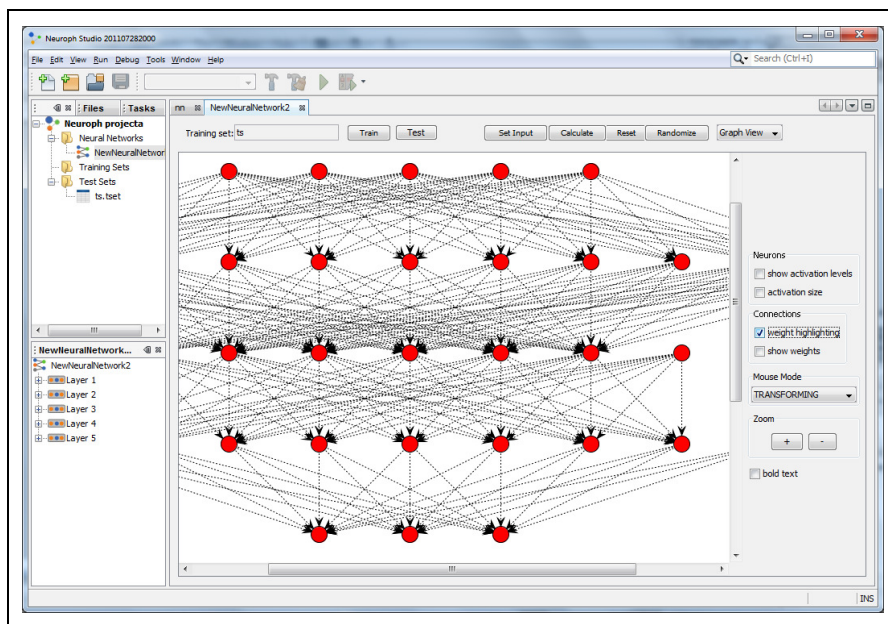 Neuroph Studio 201107282000
File Edit View Run Debug Tools Window Help
Search (Ctrl+I)
Files Tasks
nn NewNeuralNetwork2
Neuroph projecta
Neural Networks
NewNeuralNetwor
Training Sets
Test Sets
ts.tset
Training set: ts Train Test Set Input Calculate Reset Randomize Graph View
Neurons
show activation levels
activation size
Connections
weight highlighting
show weights
Mouse Mode
TRANSFORMING
Zoom
+ -
bold text
NewNeuralNetwork...
NewNeuralNetwork2
Layer 1
Layer 2
Layer 3
Layer 4
Layer 5
INS